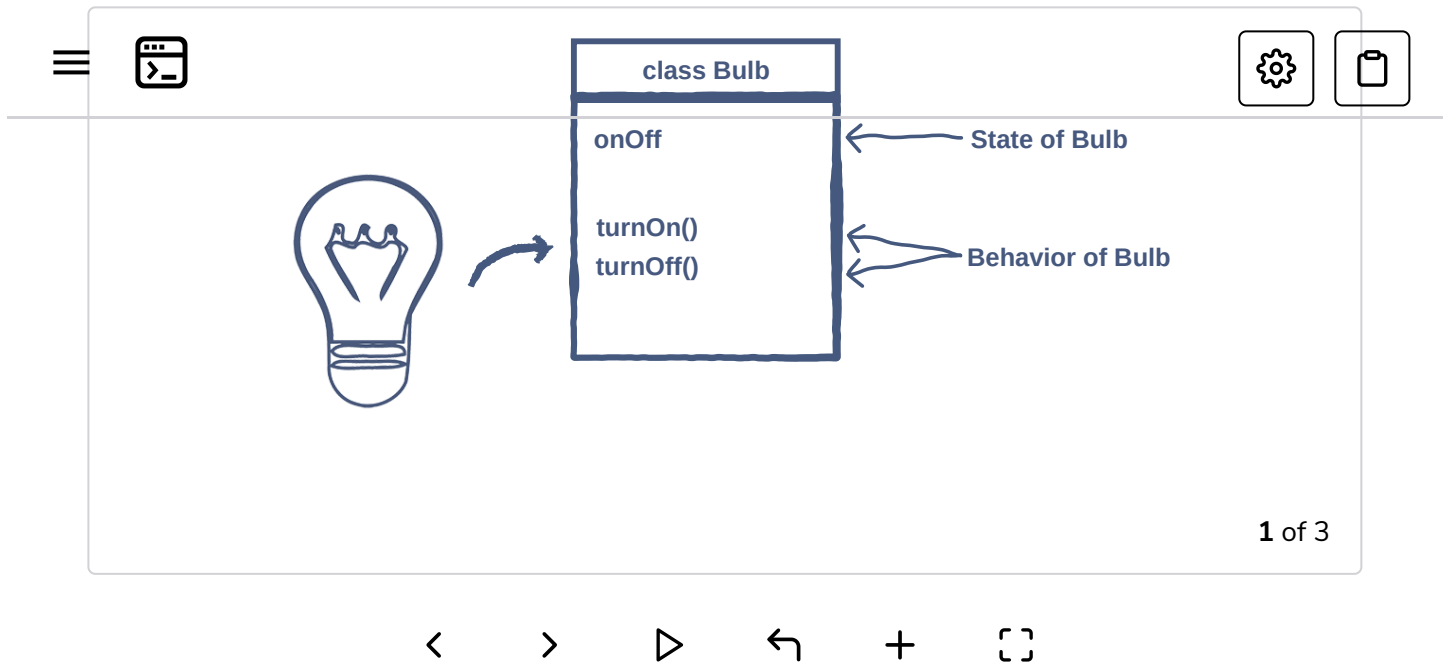 class Bulb
onOff
State of Bulb
turnOn()
turnOff()
Behavior of Bulb
1 of 3